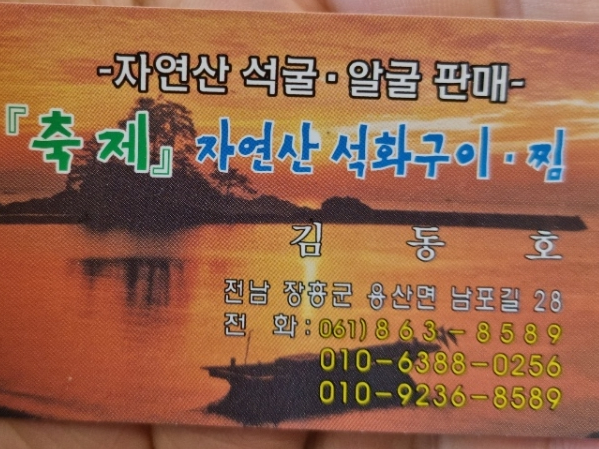 -자연산 석굴·알굴 판매-
『축제』 자연산 석화구이·찜
김 동 호
전남 장흥군 용산면 남포길 28
전 화 : 061) 863-8589
010-6388-0256
010-9236-8589